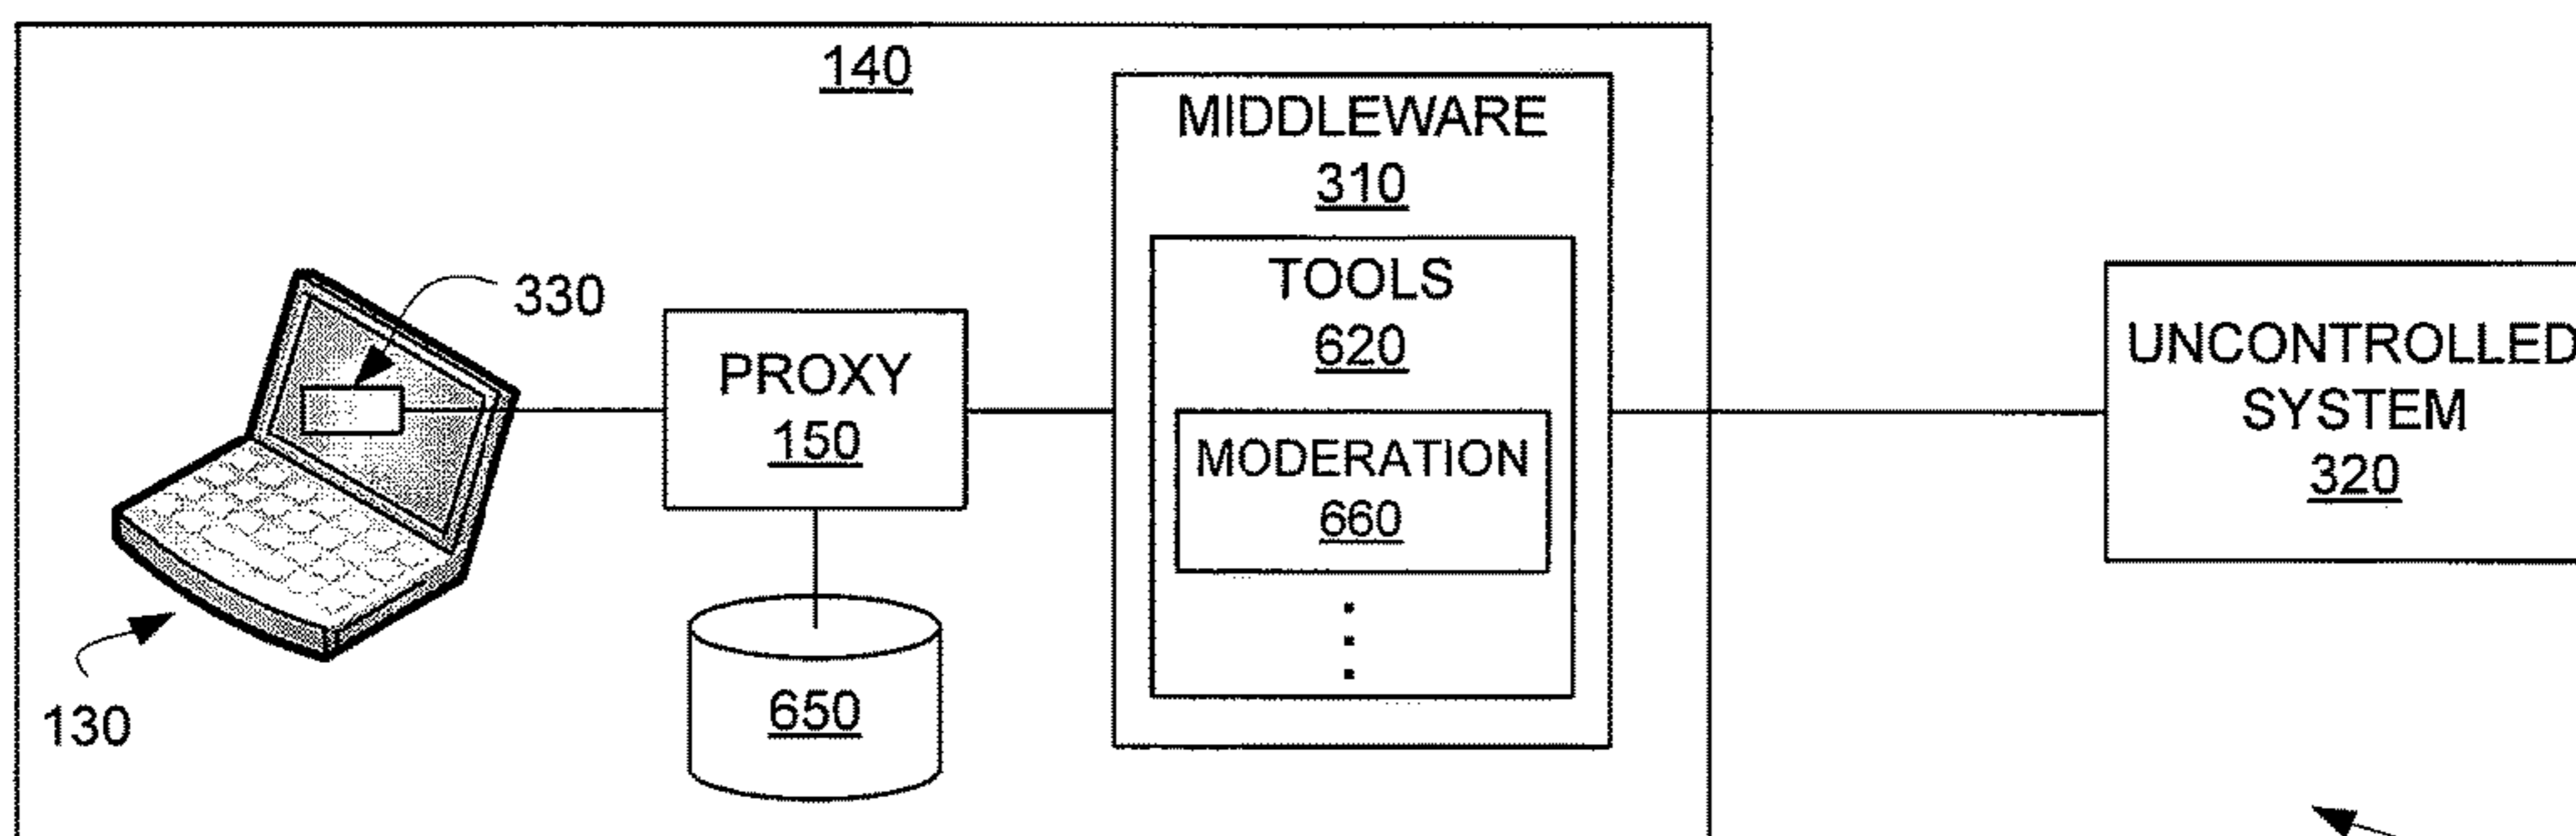 140
MIDDLEWARE
310
TOOLS
620
MODERATION
660
330
PROXY
150
650
130
UNCONTROLLED
SYSTEM
320